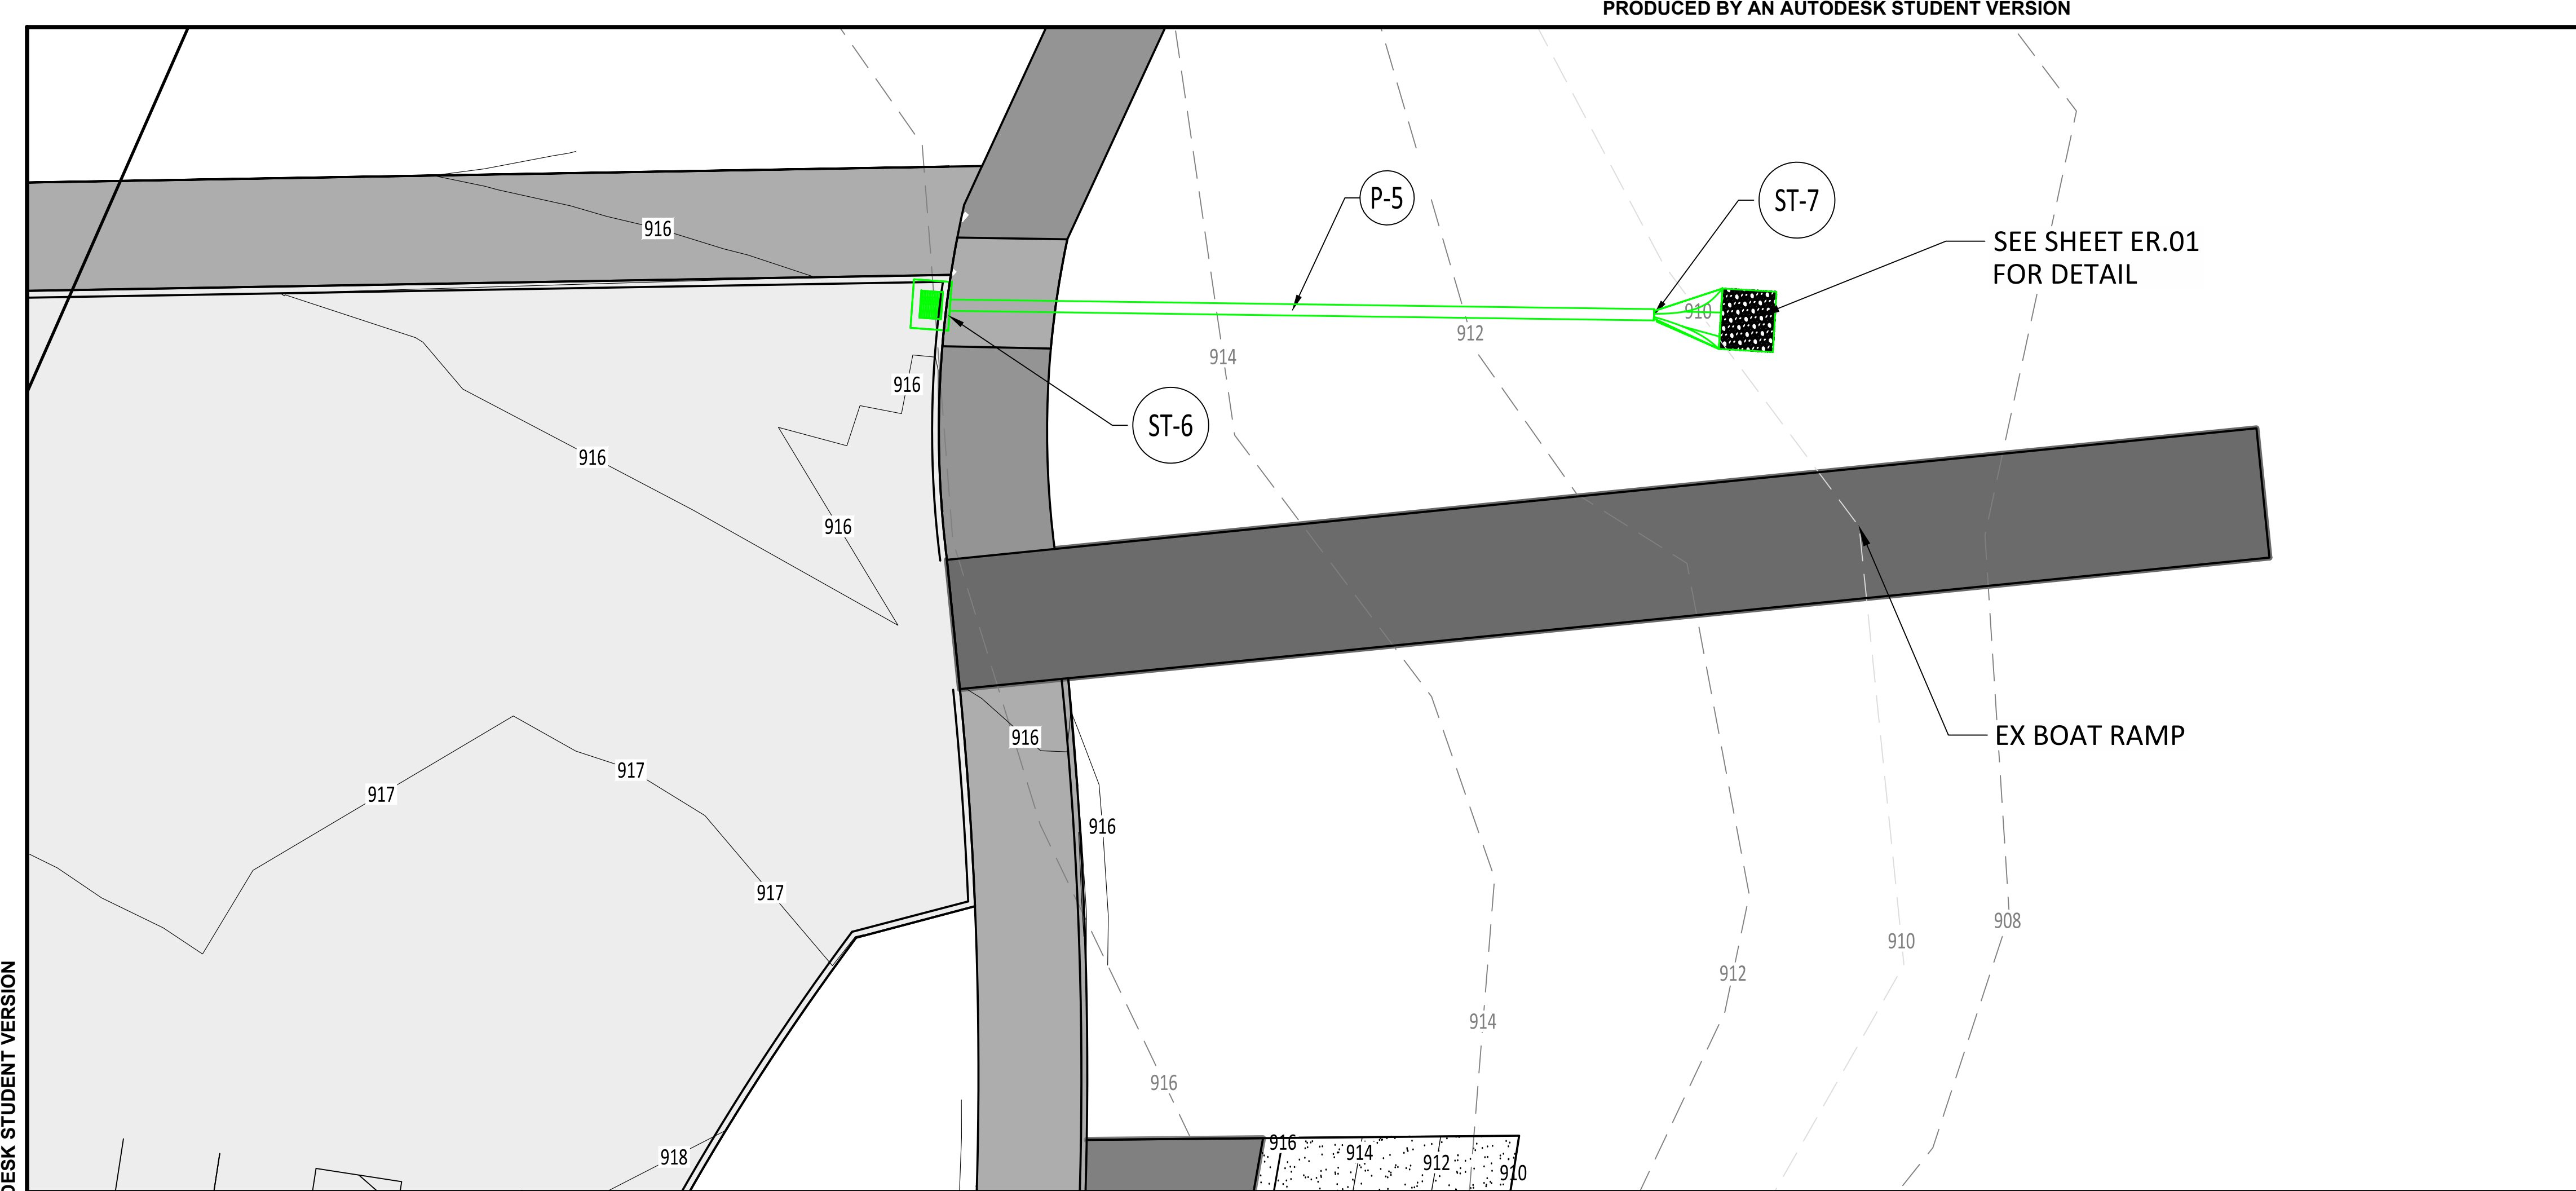 PRODUCED BY AN AUTODESK STUDENT VERSION
P-5
ST-7
916
SEE SHEET ER.01
FOR DETAIL
910
912
914
916
ST-6
916
916
EX BOAT RAMP
916
917
917
916
917
908
910
912
914
916
916
914
912
910
918
DESK STUDENT VERSION